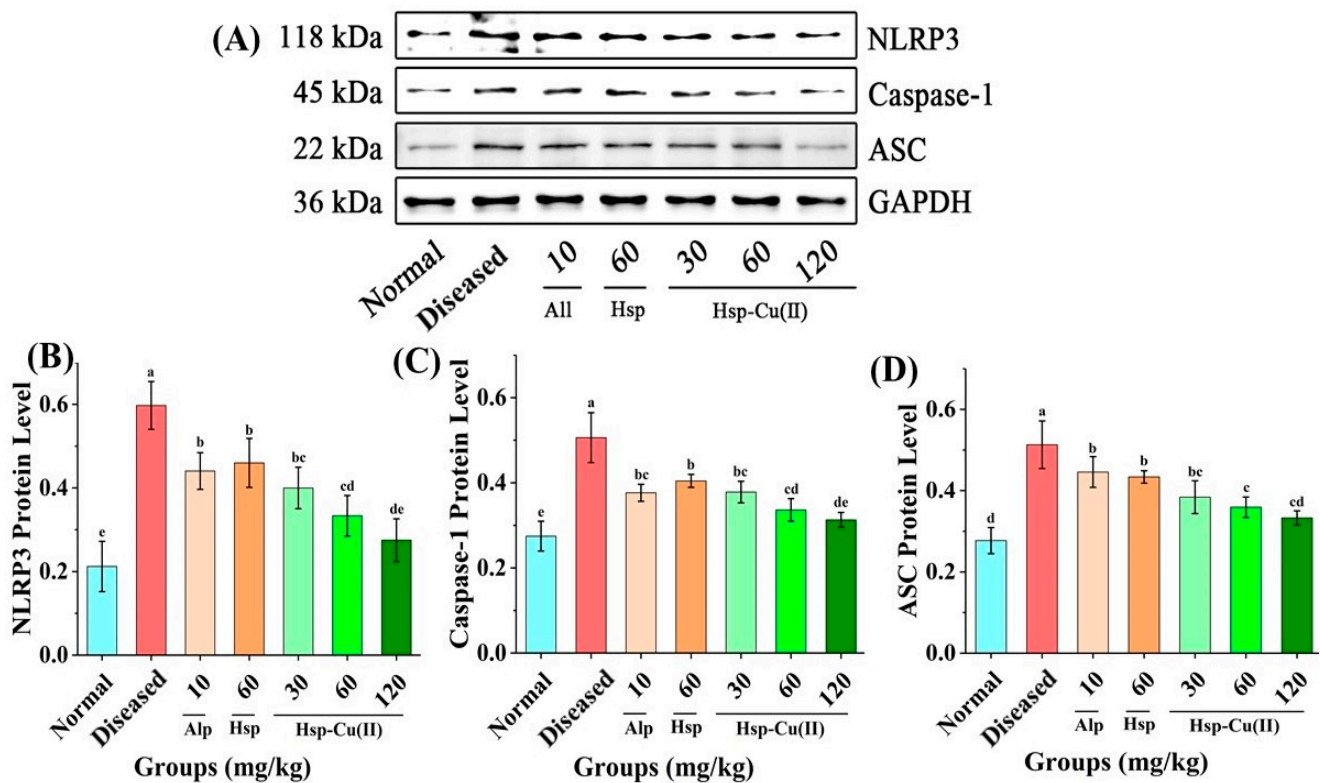 (A)
118 kDa NLRP3
45 kDa Caspase-1
22 kDa ASC
36 kDa GAPDH
Normal Diseased 10 60 30 60 120
All Hsp Hsp-Cu(II)
(B)
NLRP3 Protein Level
0.6
0.4
0.2
0.0
e a b b bc cd de
Normal Diseased 10 60 30 60 120
Alp Hsp Hsp-Cu(II)
Groups (mg/kg)
(C)
Caspase-1 Protein Level
0.6
0.4
0.2
0.0
e a bc b bc cd de
Normal Diseased 10 60 30 60 120
Alp Hsp Hsp-Cu(II)
Groups (mg/kg)
(D)
ASC Protein Level
0.6
0.4
0.2
0.0
d a b b bc c cd
Normal Diseased 10 60 30 60 120
Alp Hsp Hsp-Cu(II)
Groups (mg/kg)